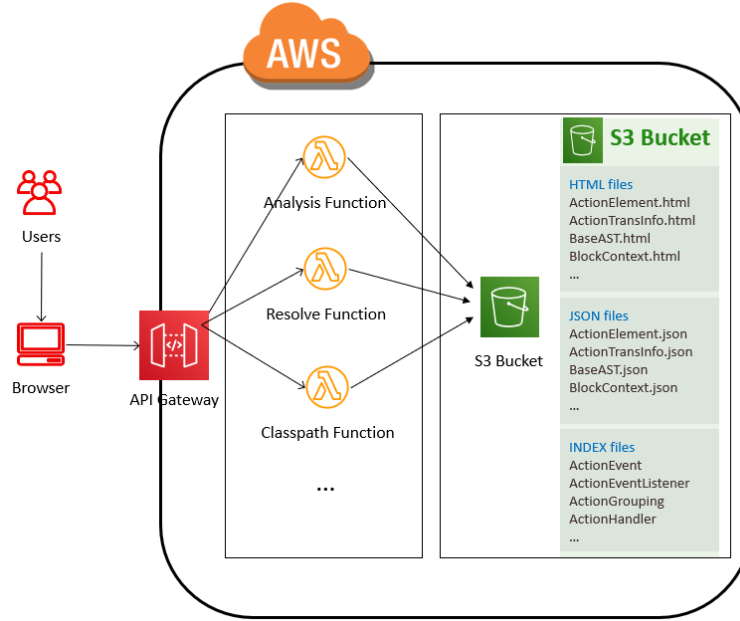 AWS
Users
Browser
API Gateway
Analysis Function
Resolve Function
Classpath Function
...
S3 Bucket
S3 Bucket
HTML files
ActionElement.html
ActionTransInfo.html
BaseAST.html
BlockContext.html
...
JSON files
ActionElement.json
ActionTransInfo.json
BaseAST.json
BlockContext.json
...
INDEX files
ActionEvent
ActionEventListener
ActionGrouping
ActionHandler
...